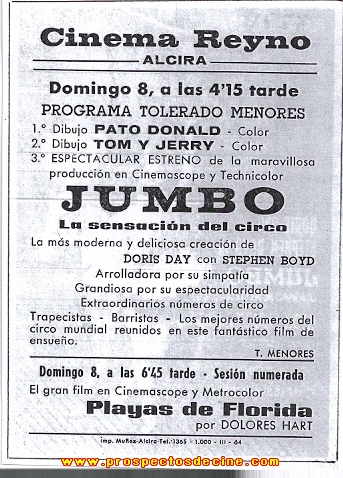 Cinema Reyno
ALCIRA
Domingo 8, a las 4'15 tarde
PROGRAMA TOLERADO MENORES
1.º Dibujo PATO DONALD - Color
2.º Dibujo TOM Y JERRY - Color
3.º ESPECTACULAR ESTRENO de la maravillosa
producción en Cinemascope y Technicolor
JUMBO
La sensación del circo
La más moderna y deliciosa creación de
DORIS DAY con STEPHEN BOYD
Arrolladora por su simpatía
Grandiosa por su espectacularidad
Extraordinarios números de circo
Trapecistas - Barristas - Los mejores números del
circo mundial reunidos en este fantástico film de
ensueño.
T. MENORES
Domingo 8, a las 6'45 tarde - Sesión numerada
El gran film en Cinemascope y Metrocolor
Playas de Florida
por DOLORES HART
imp. Muñoz-Alcira-Tel. 1365 - 1.000 - III - 64
www.prospectosdecine.com